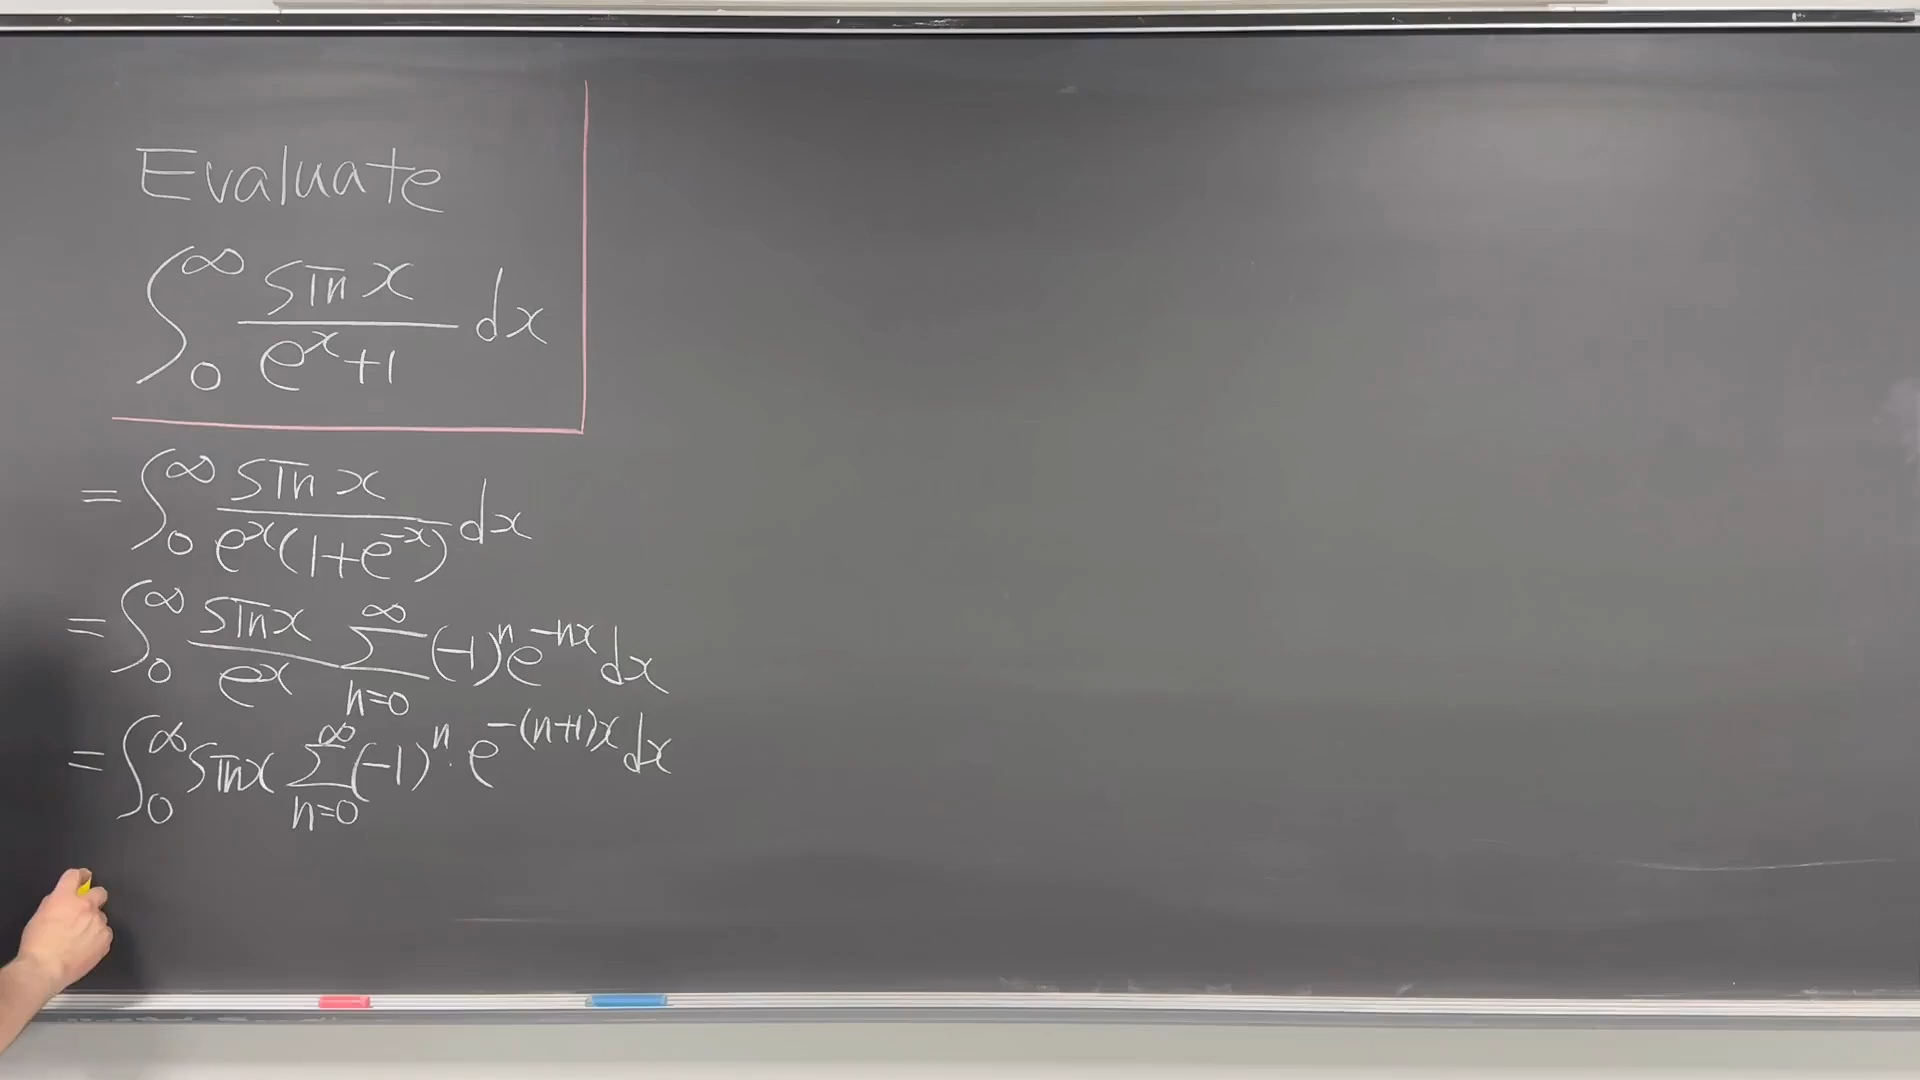 Evaluate
∫₀^∞ sin x / (e^x + 1) dx
= ∫₀^∞ sin x / (e^x (1 + e^{-x})) dx
= ∫₀^∞ sin x / e^x ∑_{n=0}^∞ (-1)^n e^{-nx} dx
= ∫₀^∞ sin x ∑_{n=0}^∞ (-1)^n · e^{-(n+1)x} dx